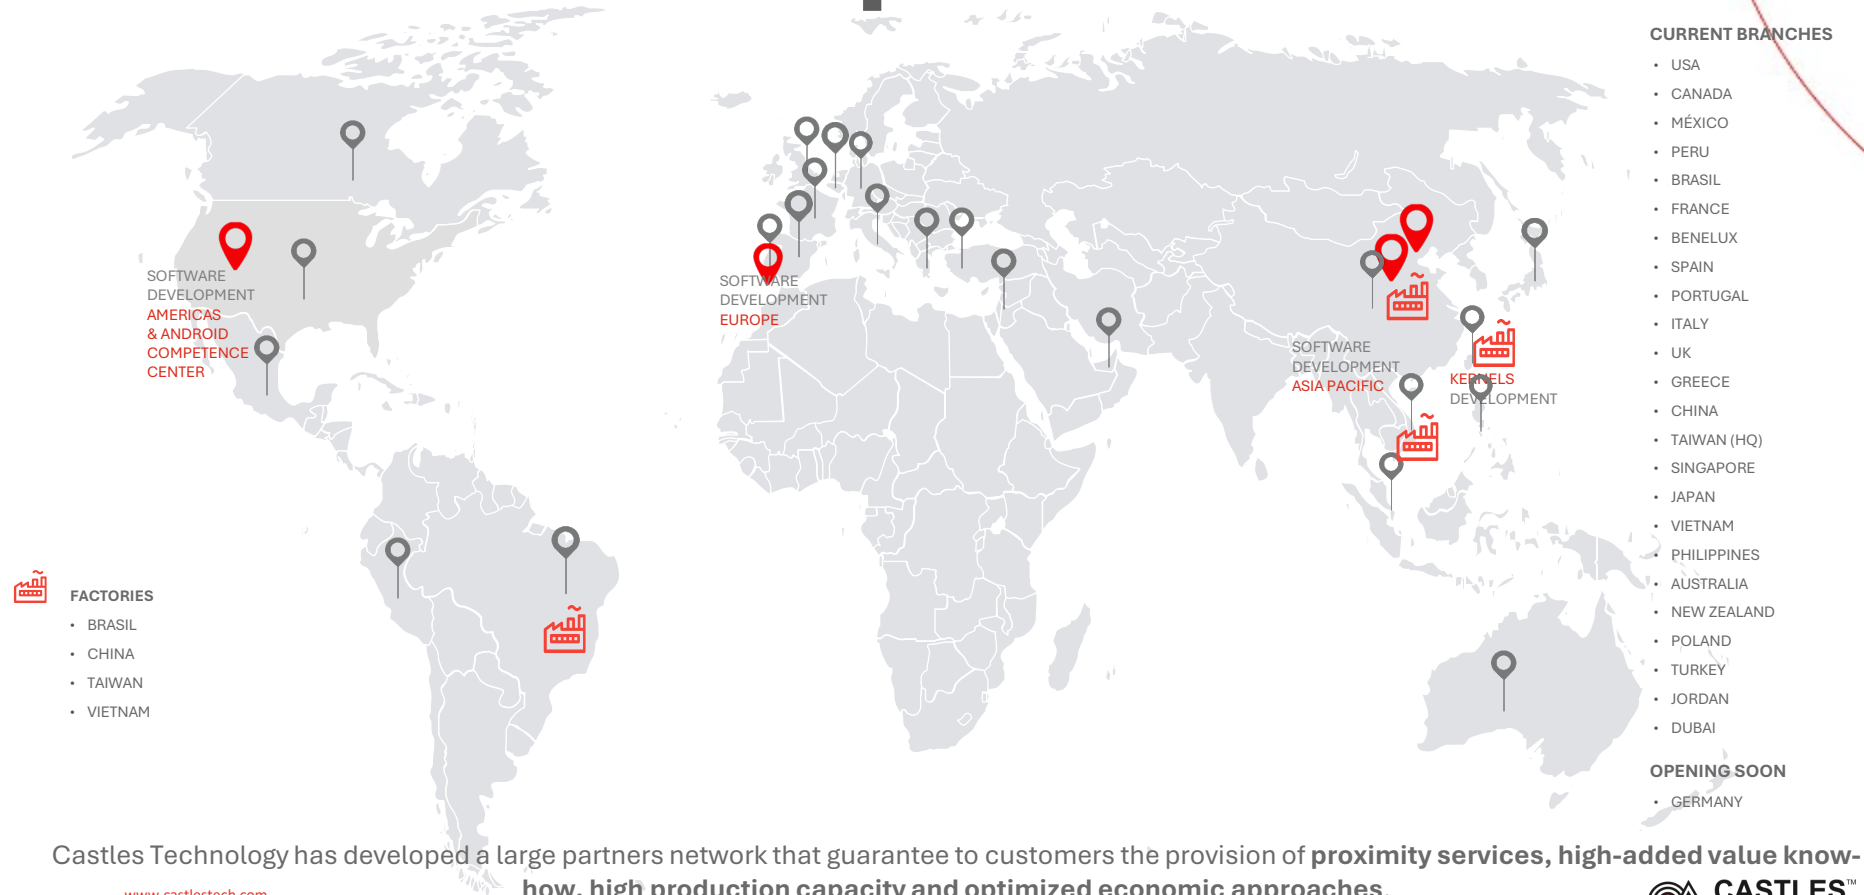 SOFTWARE
DEVELOPMENT
AMERICAS
& ANDROID
COMPETENCE
CENTER
SOFTWARE
DEVELOPMENT
EUROPE
SOFTWARE
DEVELOPMENT
ASIA PACIFIC
KERNELS
DEVELOPMENT
FACTORIES
• BRASIL
• CHINA
• TAIWAN
• VIETNAM
CURRENT BRANCHES
• USA
• CANADA
• MÉXICO
• PERU
• BRASIL
• FRANCE
• BENELUX
• SPAIN
• PORTUGAL
• ITALY
• UK
• GREECE
• CHINA
• TAIWAN (HQ)
• SINGAPORE
• JAPAN
• VIETNAM
• PHILIPPINES
• AUSTRALIA
• NEW ZEALAND
• POLAND
• TURKEY
• JORDAN
• DUBAI
OPENING SOON
• GERMANY
Castles Technology has developed a large partners network that guarantee to customers the provision of proximity services, high-added value know-
how, high production capacity and optimized economic approaches.
www.castlestech.com
CASTLES™